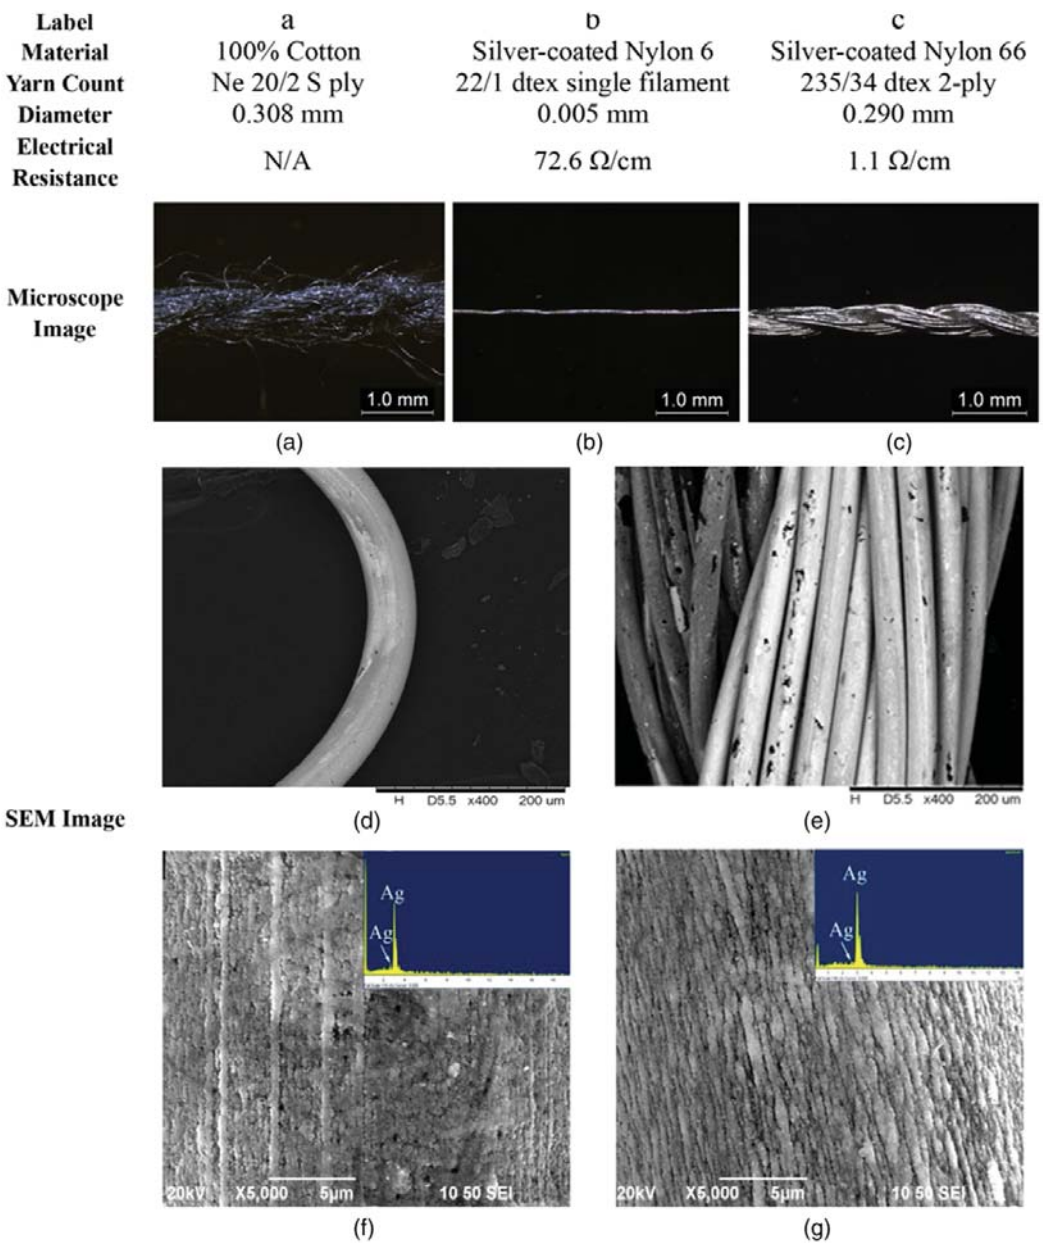 Label a b c
Material 100% Cotton Silver-coated Nylon 6 Silver-coated Nylon 66
Yarn Count Ne 20/2 S ply 22/1 dtex single filament 235/34 dtex 2-ply
Diameter 0.308 mm 0.005 mm 0.290 mm
Electrical
Resistance N/A 72.6 Ω/cm 1.1 Ω/cm
Microscope
Image
1.0 mm 1.0 mm 1.0 mm
(a) (b) (c)
H D5.5 x400 200 um H D5.5 x400 200 um
SEM Image
(d) (e)
Ag Ag
Ag Ag
20kV X5,000 5µm 10 50 SEI 20kV X5,000 5µm 10 50 SEI
(f) (g)